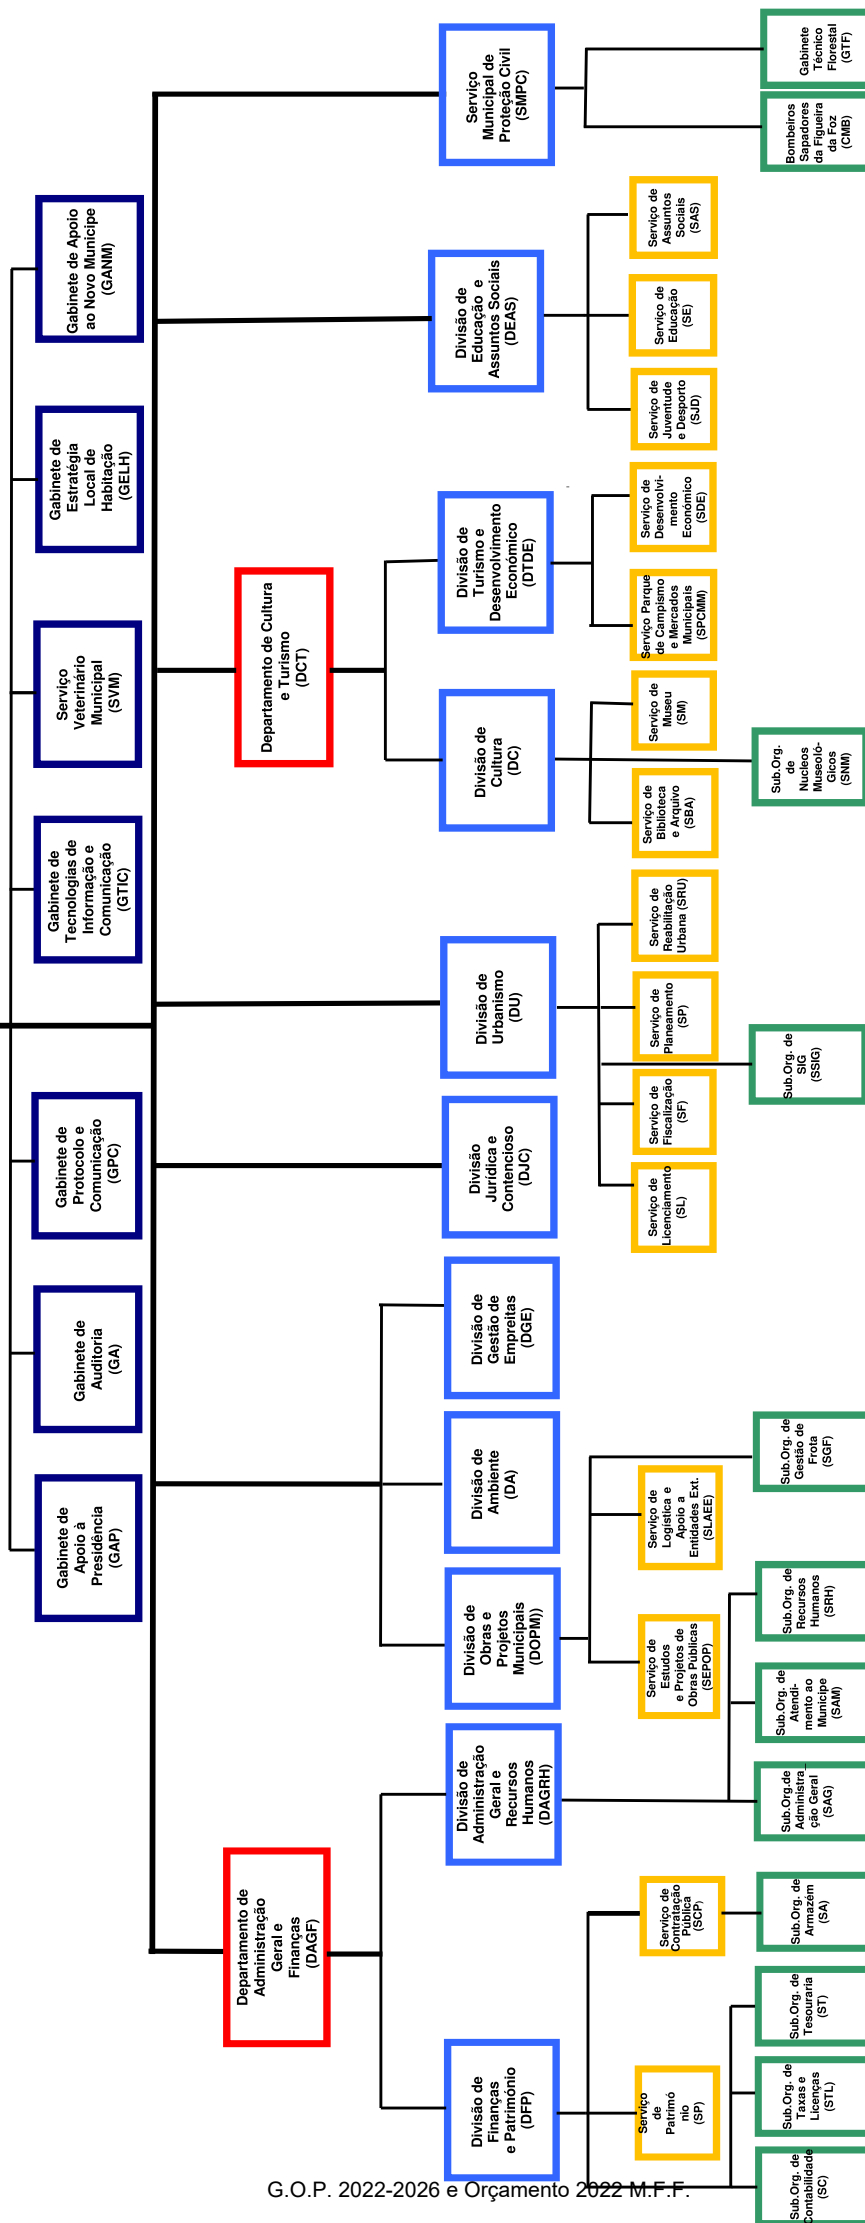 Gabinete de
Apoio à
Presidência
(GAP)
Gabinete de
Auditoria
(GA)
Gabinete de
Protocolo e
Comunicação
(GPC)
Gabinete de
Tecnologias de
Informação e
Comunicação
(GTIC)
Serviço
Veterinário
Municipal
(SVM)
Gabinete de
Estratégia
Local de
Habitação
(GELH)
Gabinete de Apoio
ao Novo Municipe
(GANM)
Departamento de
Administração
Geral e
Finanças
(DAGF)
Departamento de Cultura
e Turismo
(DCT)
Divisão de
Finanças
e Património
(DFP)
Divisão de
Administração
Geral e
Recursos
Humanos
(DAGRH)
Divisão de
Obras e
Projetos
Municipais
(DOPM))
Divisão de
Ambiente
(DA)
Divisão de
Gestão de
Empreitas
(DGE)
Divisão
Jurídica e
Contencioso
(DJC)
Divisão de
Urbanismo
(DU)
Divisão de
Cultura
(DC)
Divisão de
Turismo e
Desenvolvimento
Económico
(DTDE)
Divisão de
Educação e
Assuntos Sociais
(DEAS)
Serviço
Municipal de
Proteção Civil
(SMPC)
Serviço
de
Patrimó
nio
(SP)
Serviço de
Contratação
Pública
(SCP)
Serviço de
Estudos
e Projetos de
Obras Públicas
(SEPOP)
Serviço de
Logística e
Apoio a
Entidades Ext.
(SLAEE)
Serviço de
Licenciamento
(SL)
Serviço de
Fiscalização
(SF)
Serviço de
Planeamento
(SP)
Serviço de
Reabilitação
Urbana (SRU)
Serviço de
Biblioteca
e Arquivo
(SBA)
Serviço de
Museu
(SM)
Serviço Parque
de Campismo
e Mercados
Municipais
(SPCMM)
Serviço de
Desenvolvi-
mento
Económico
(SDE)
Serviço de
Juventude
e Desporto
(SJD)
Serviço de
Educação
(SE)
Serviço de
Assuntos
Sociais
(SAS)
Sub.Org. de
Contabilidade
(SC)
Sub.Org. de
Taxas e
Licenças
(STL)
Sub.Org. de
Tesouraria
(ST)
Sub.Org. de
Armazém
(SA)
Sub.Org.de
Administra_
ção Geral
(SAG)
Sub.Org. de
Atendi-
mento ao
Municipe
(SAM)
Sub.Org. de
Recursos
Humanos
(SRH)
Sub.Org. de
Gestão de
Frota
(SGF)
Sub.Org. de
SIG
(SSIG)
Sub.Org.
de
Nucleos
Museoló-
Gicos
(SNM)
Bombeiros
Sapadores
da Figueira
da Foz
(CMB)
Gabinete
Técnico
Florestal
(GTF)
G.O.P. 2022-2026 e Orçamento 2022 M.F.F.